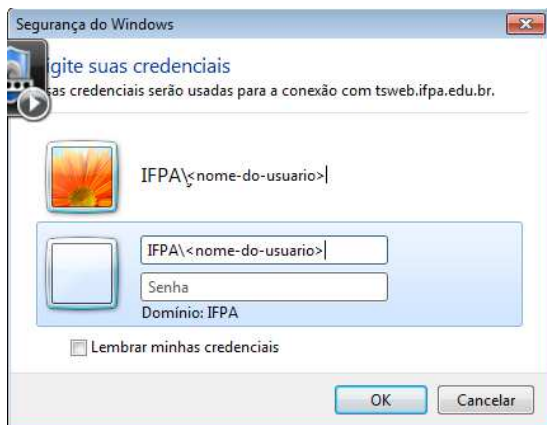 Segurança do Windows
igite suas credenciais
sas credenciais serão usadas para a conexão com tsweb.ifpa.edu.br.
IFPA\<nome-do-usuario>
IFPA\<nome-do-usuario>
Senha
Domínio: IFPA
Lembrar minhas credenciais
OK
Cancelar